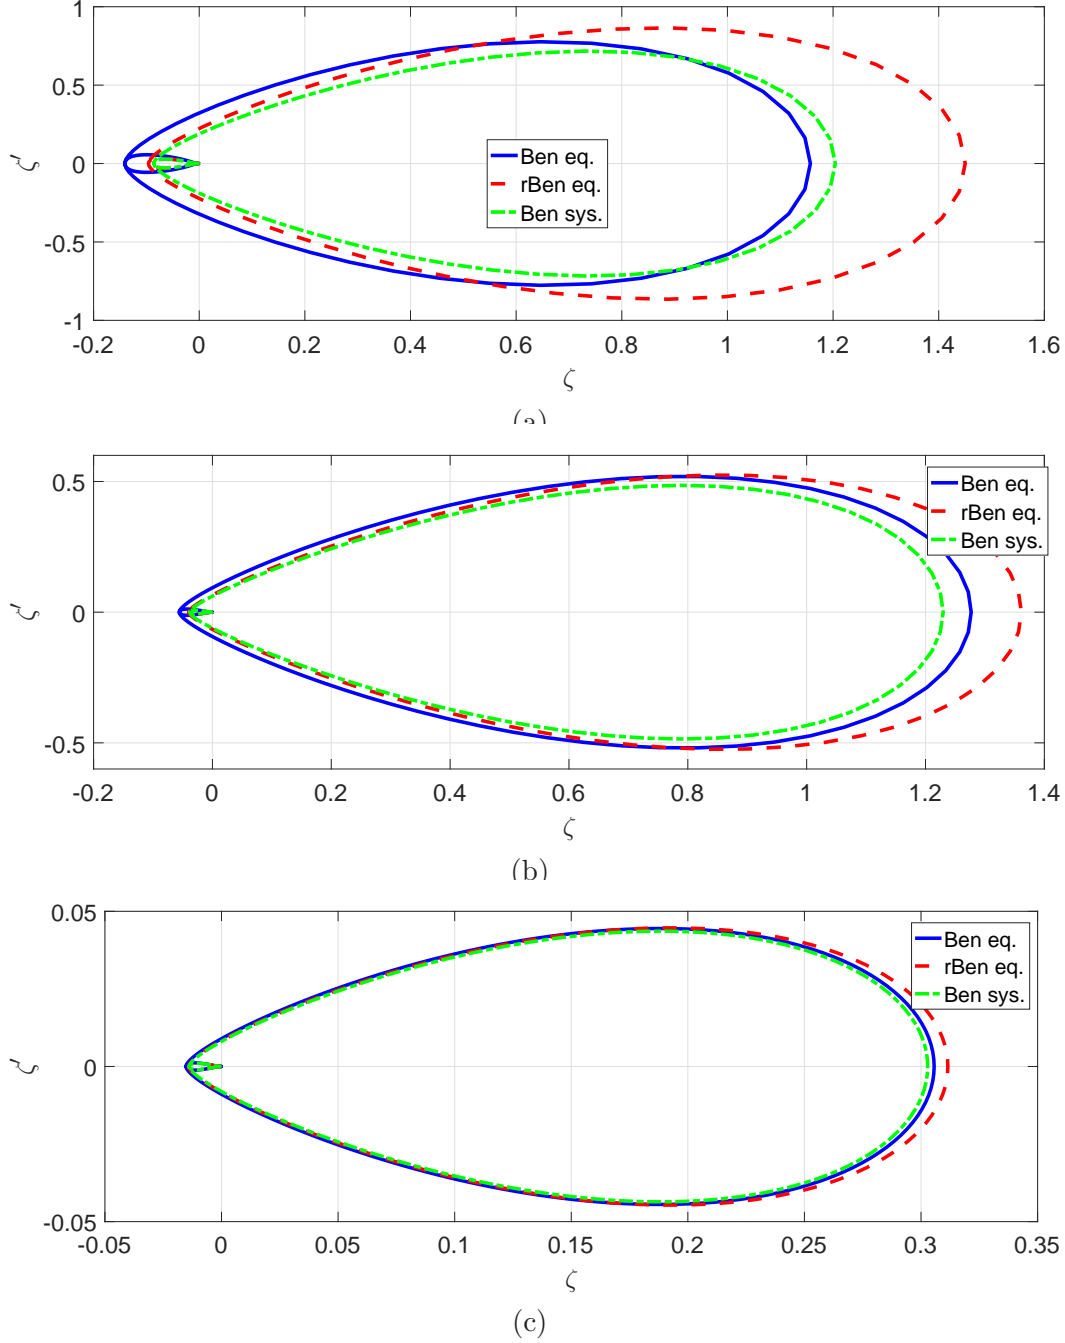 1
0.5
0
-0.5
-1
ζ′
Ben eq.
rBen eq.
Ben sys.
-0.2 0 0.2 0.4 0.6 0.8 1 1.2 1.4 1.6
ζ
(a)
0.5
0
-0.5
ζ′
Ben eq.
rBen eq.
Ben sys.
-0.2 0 0.2 0.4 0.6 0.8 1 1.2 1.4
ζ
(b)
0.05
0
-0.05
ζ′
Ben eq.
rBen eq.
Ben sys.
-0.05 0 0.05 0.1 0.15 0.2 0.25 0.3 0.35
ζ
(c)